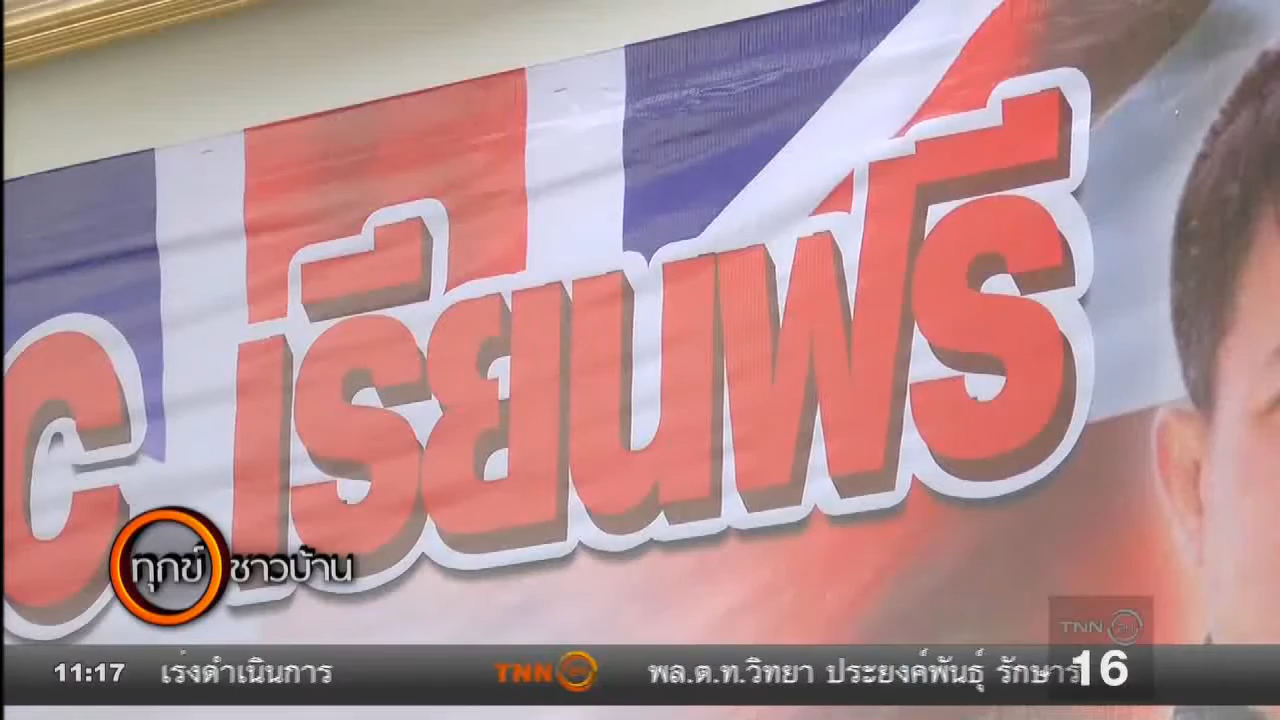 C เรียนฟรี
ทุกข์ชาวบ้าน
TNN 24
16
11:17 เร่งดำเนินการ TNN 24 พล.ต.ท.วิทยา ประยงค์พันธุ์ รักษาร